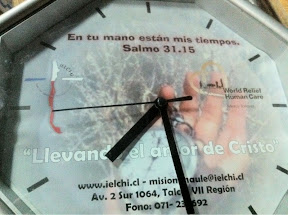 En tu mano están mis tiempos.
Salmo 31.15
World Relief
Human Care
"Llevando el amor de Cristo"
www.ielchi.cl - misionmaule@ielchi.cl
Av. 2 Sur 1064, Talca VII Región
Fono: 071-